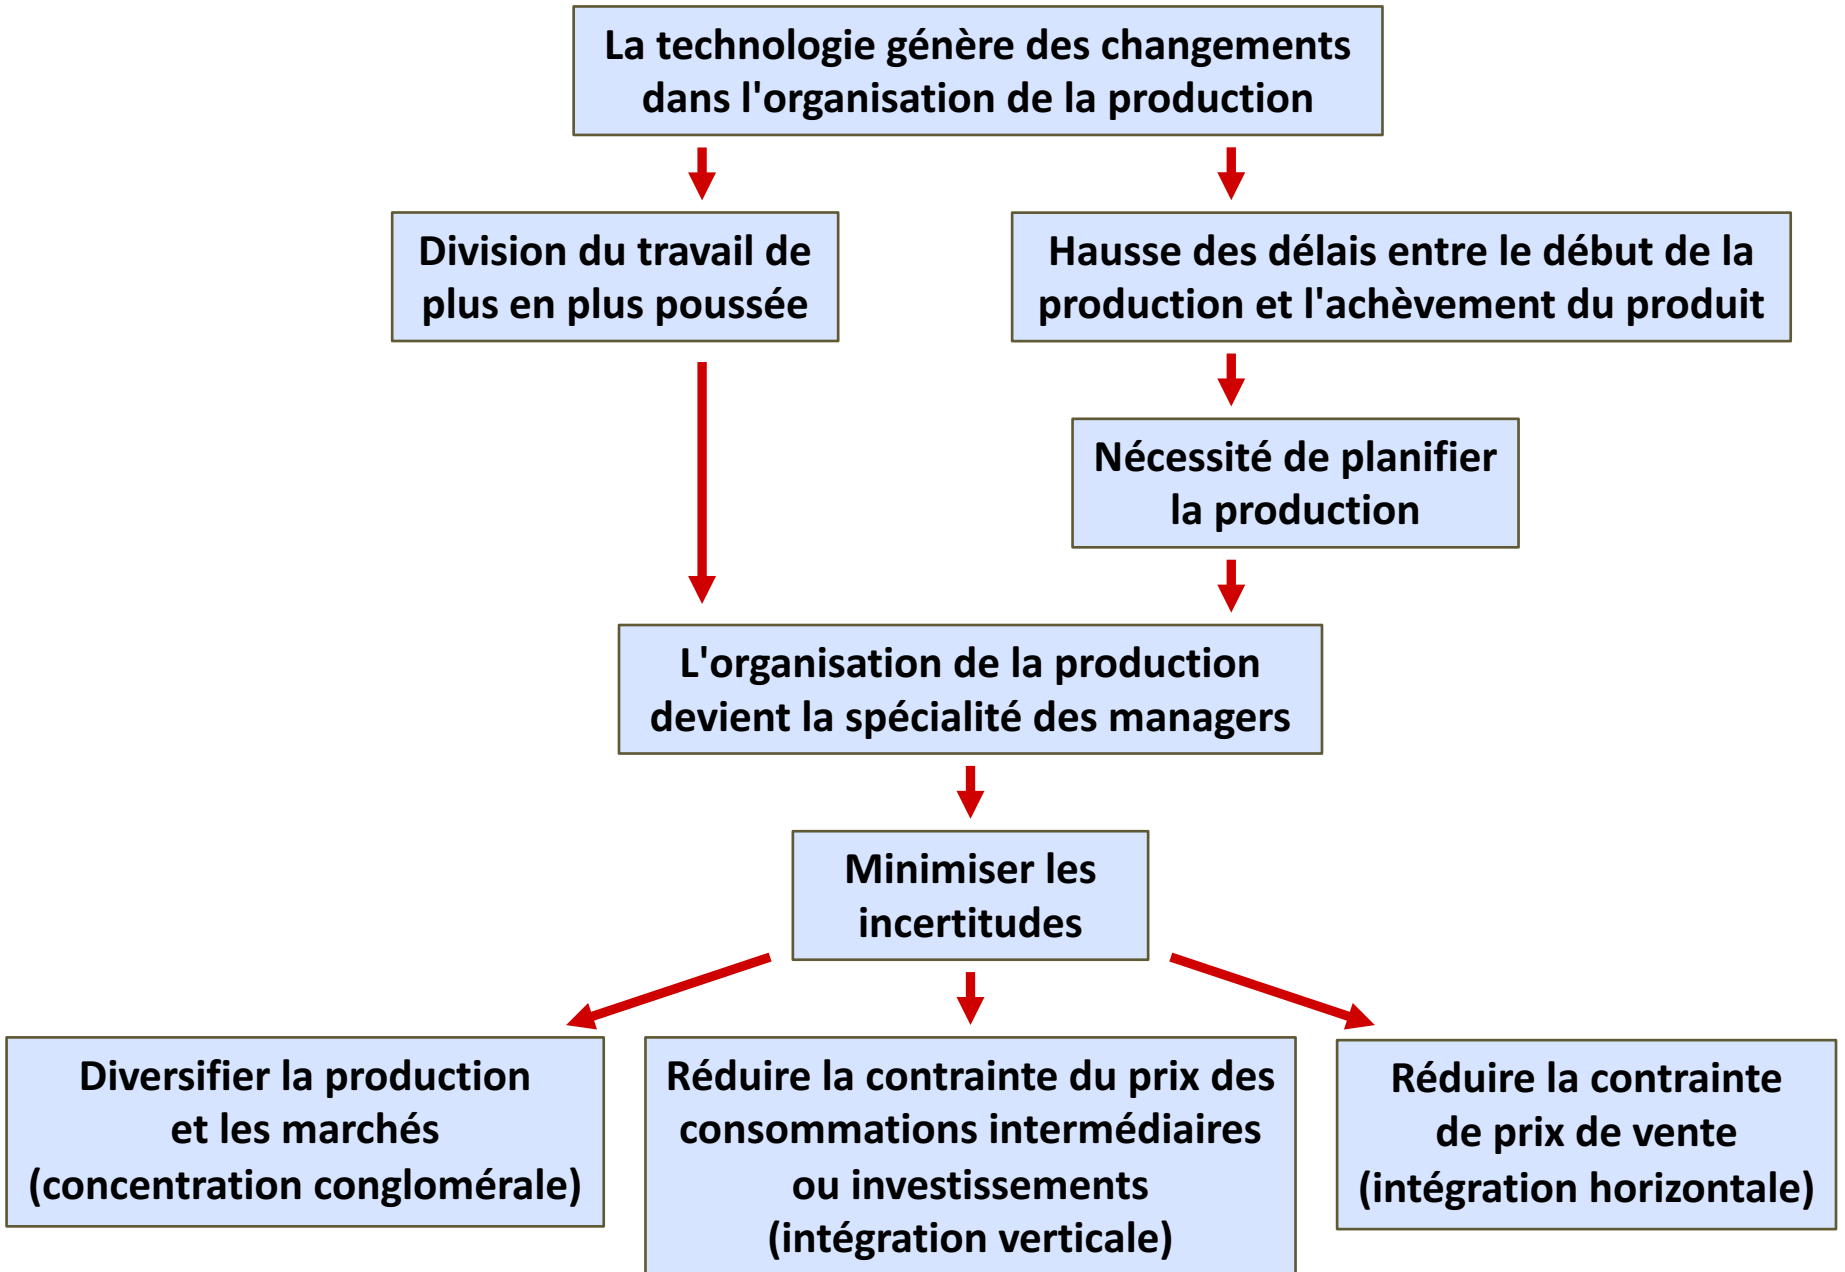 La technologie génère des changements
dans l'organisation de la production
Division du travail de
plus en plus poussée
Hausse des délais entre le début de la
production et l'achèvement du produit
Nécessité de planifier
la production
L'organisation de la production
devient la spécialité des managers
Minimiser les
incertitudes
Diversifier la production
et les marchés
(concentration conglomérale)
Réduire la contrainte du prix des
consommations intermédiaires
ou investissements
(intégration verticale)
Réduire la contrainte
de prix de vente
(intégration horizontale)